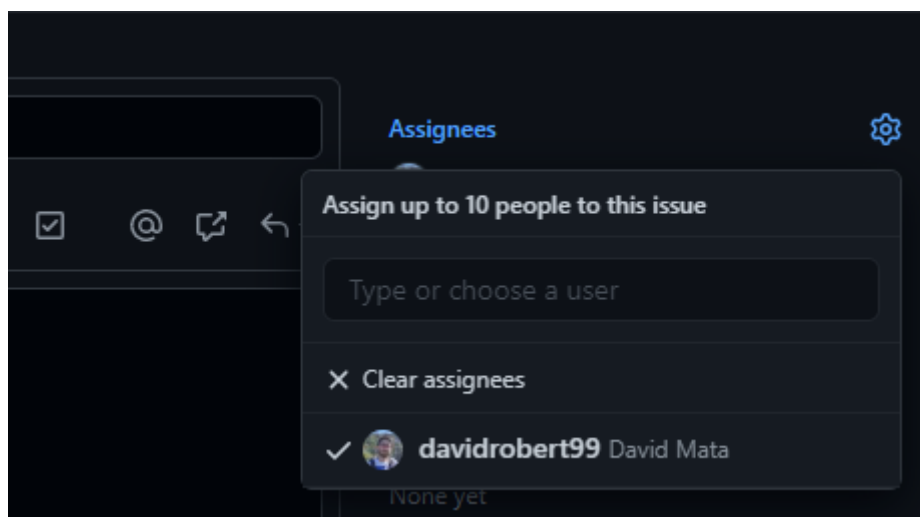 Assignees
Assign up to 10 people to this issue
Type or choose a user
Clear assignees
davidrobert99 David Mata
None yet